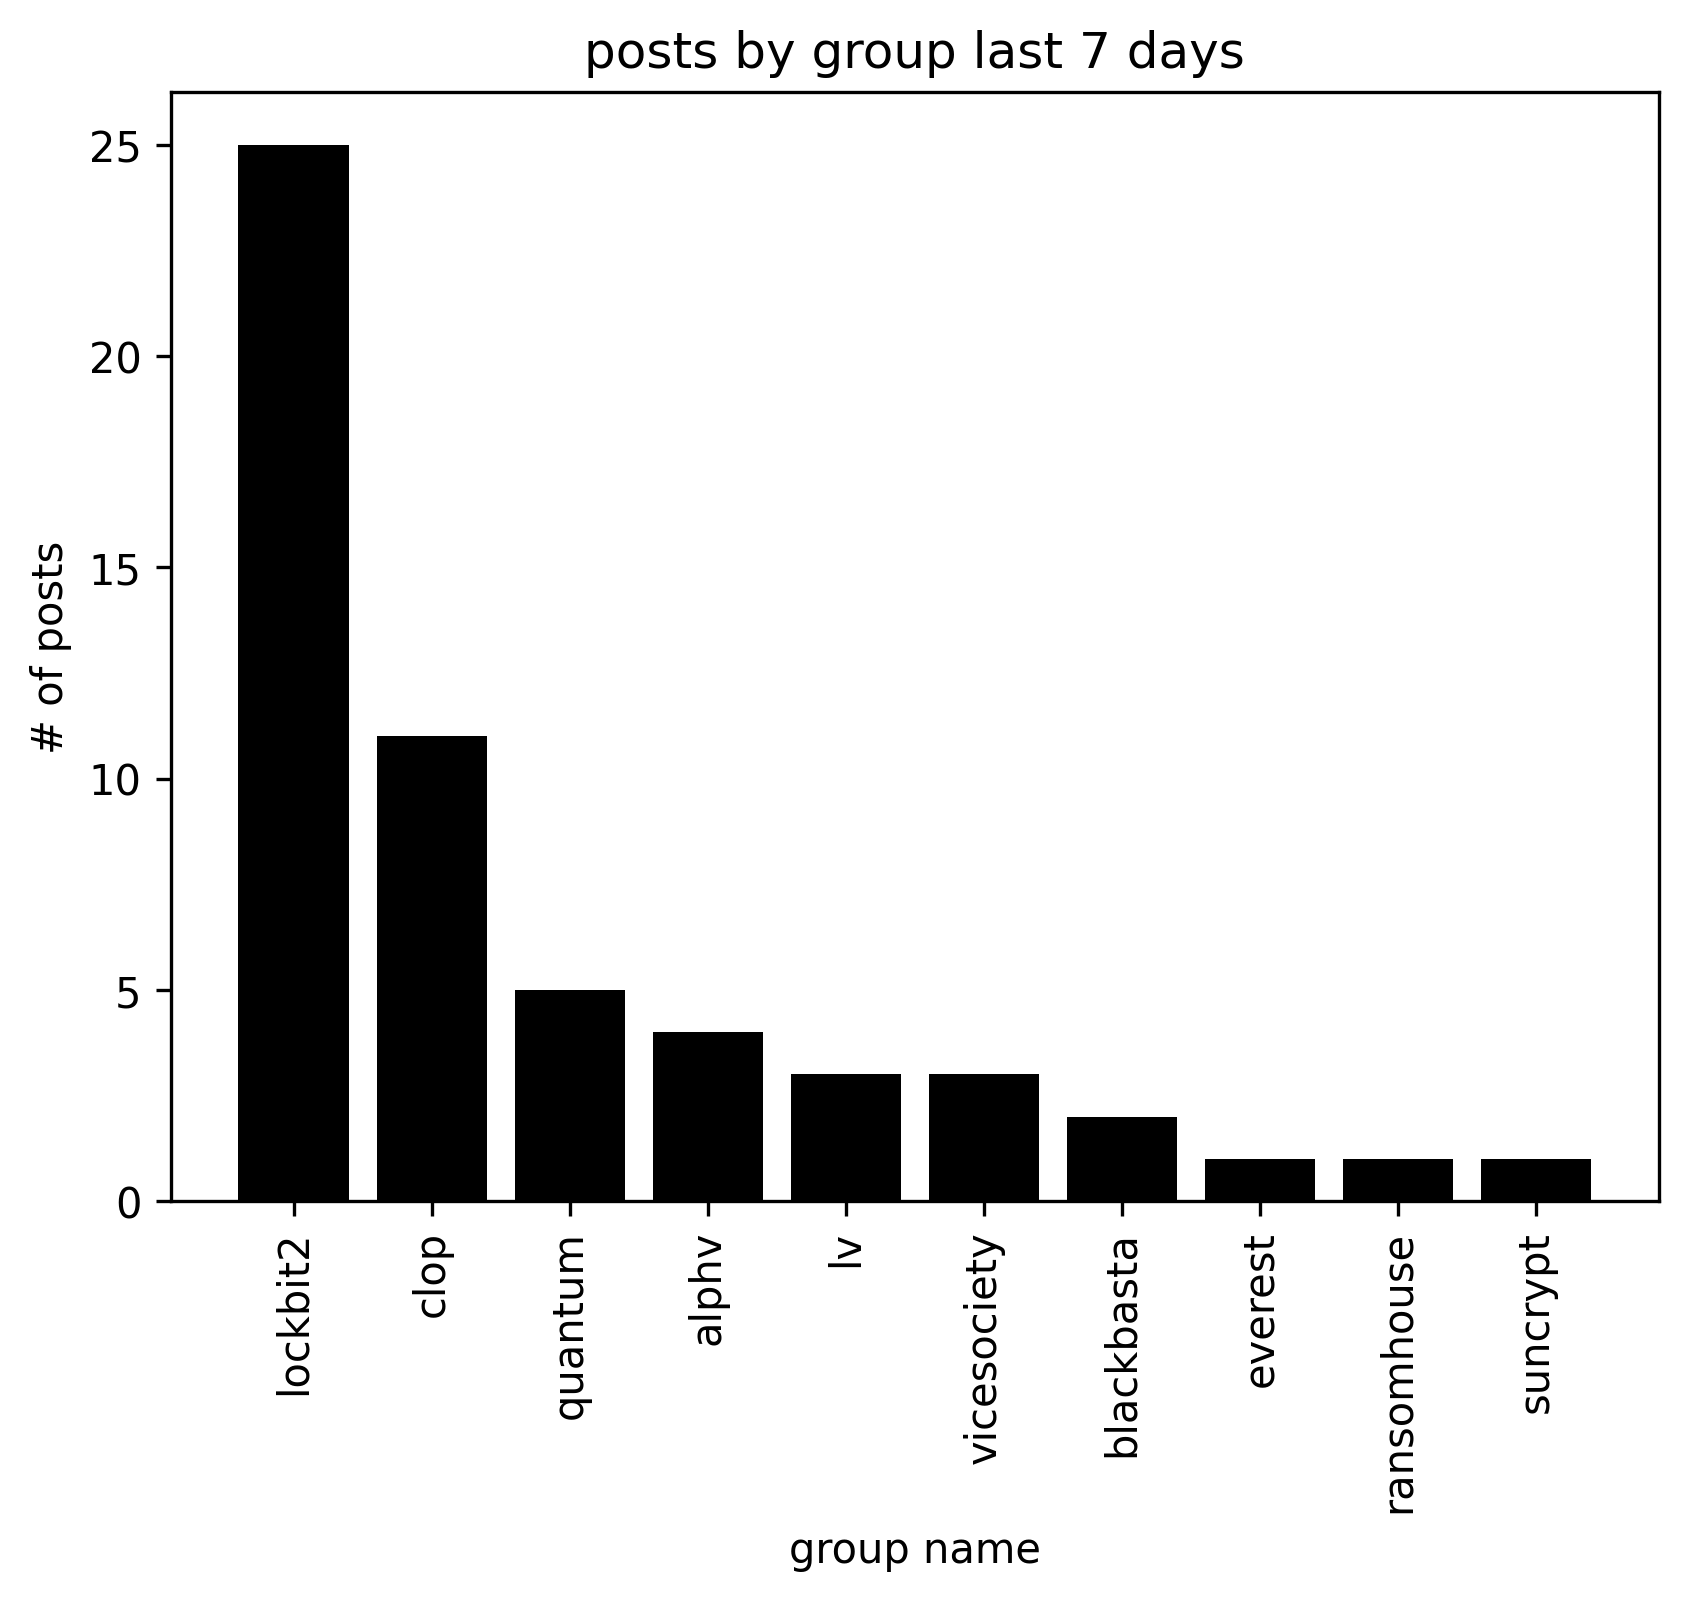 posts by group last 7 days
25
20
15
10
5
0
# of posts
lockbit2
clop
quantum
alphv
lv
vicesociety
blackbasta
everest
ransomhouse
suncrypt
group name